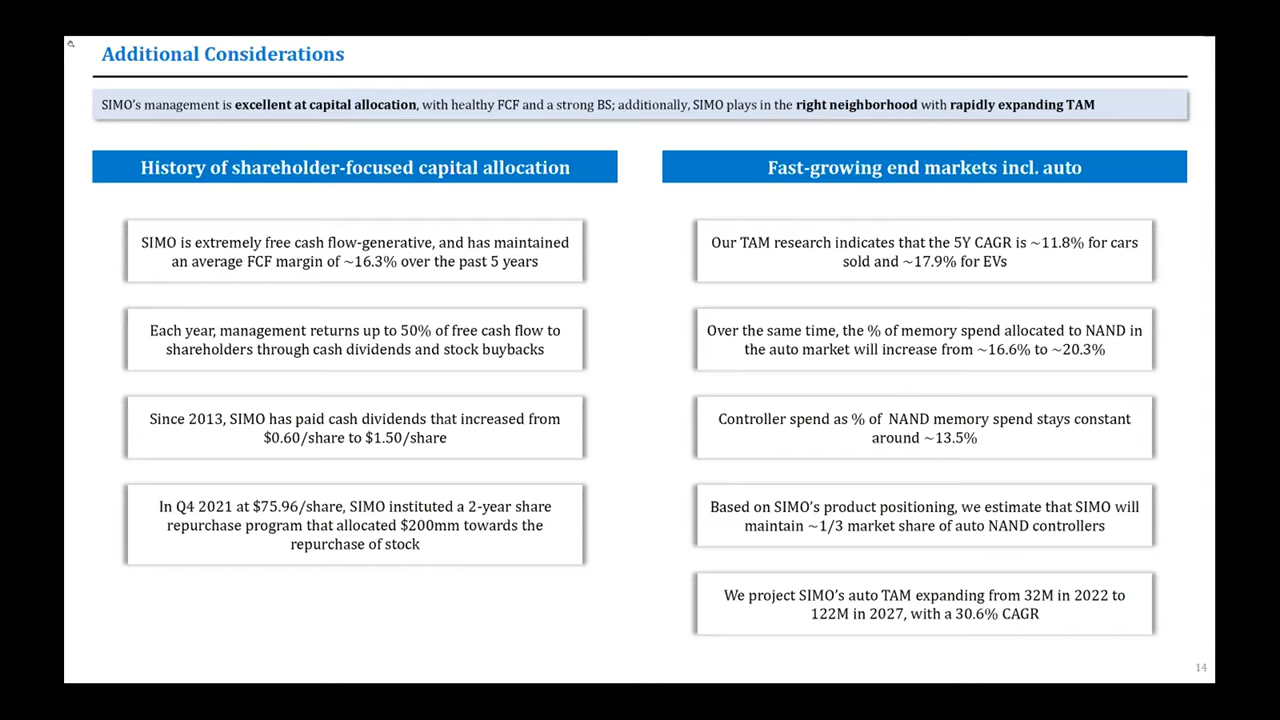 Additional Considerations
SIMO's management is excellent at capital allocation, with healthy FCF and a strong BS; additionally, SIMO plays in the right neighborhood with rapidly expanding TAM
History of shareholder-focused capital allocation
SIMO is extremely free cash flow-generative, and has maintained
an average FCF margin of ~16.3% over the past 5 years
Each year, management returns up to 50% of free cash flow to
shareholders through cash dividends and stock buybacks
Since 2013, SIMO has paid cash dividends that increased from
$0.60/share to $1.50/share
In Q4 2021 at $75.96/share, SIMO instituted a 2-year share
repurchase program that allocated $200mm towards the
repurchase of stock
Fast-growing end markets incl. auto
Our TAM research indicates that the 5Y CAGR is ~11.8% for cars
sold and ~17.9% for EVs
Over the same time, the % of memory spend allocated to NAND in
the auto market will increase from ~16.6% to ~20.3%
Controller spend as % of NAND memory spend stays constant
around ~13.5%
Based on SIMO's product positioning, we estimate that SIMO will
maintain ~1/3 market share of auto NAND controllers
We project SIMO's auto TAM expanding from 32M in 2022 to
122M in 2027, with a 30.6% CAGR
14